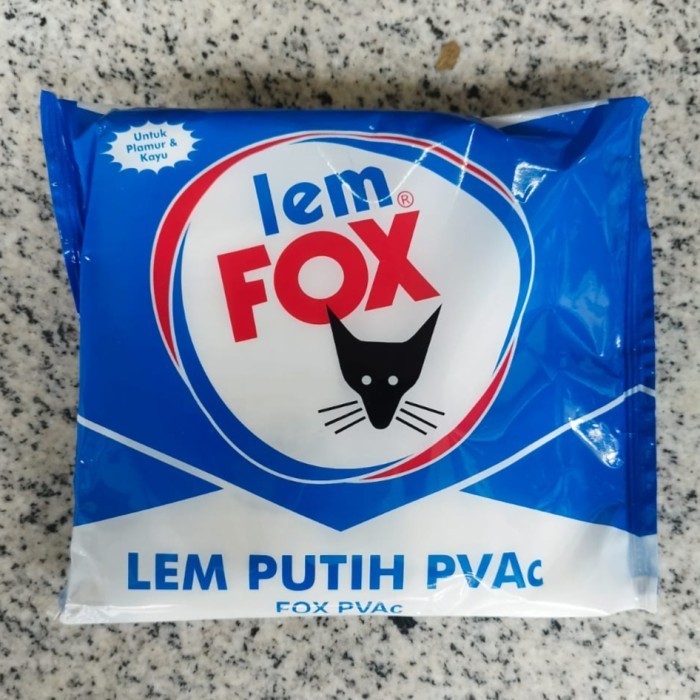 Untuk
Plamur &
Kayu
lem®
FOX
LEM PUTIH PVAc
FOX PVAc